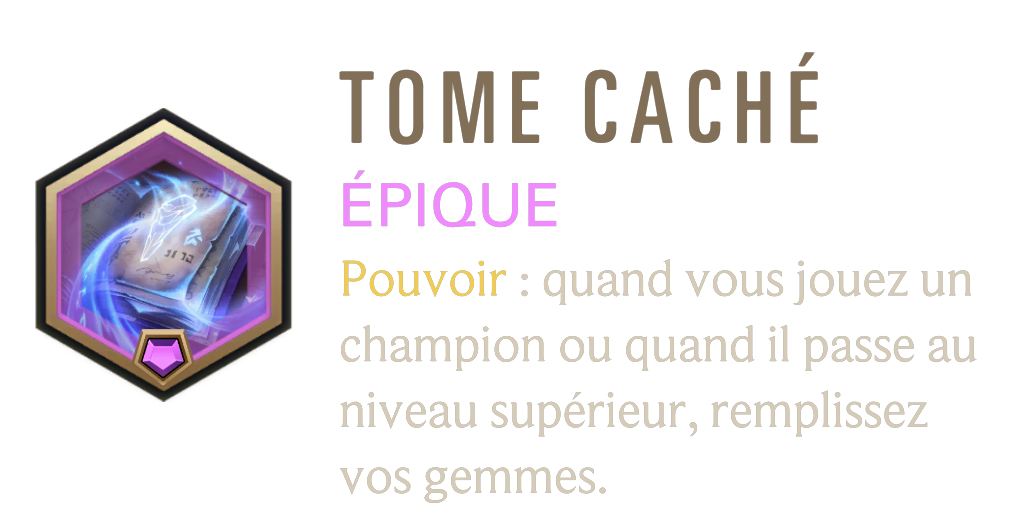 TOME CACHÉ
ÉPIQUE
Pouvoir : quand vous jouez un
champion ou quand il passe au
niveau supérieur, remplissez
vos gemmes.